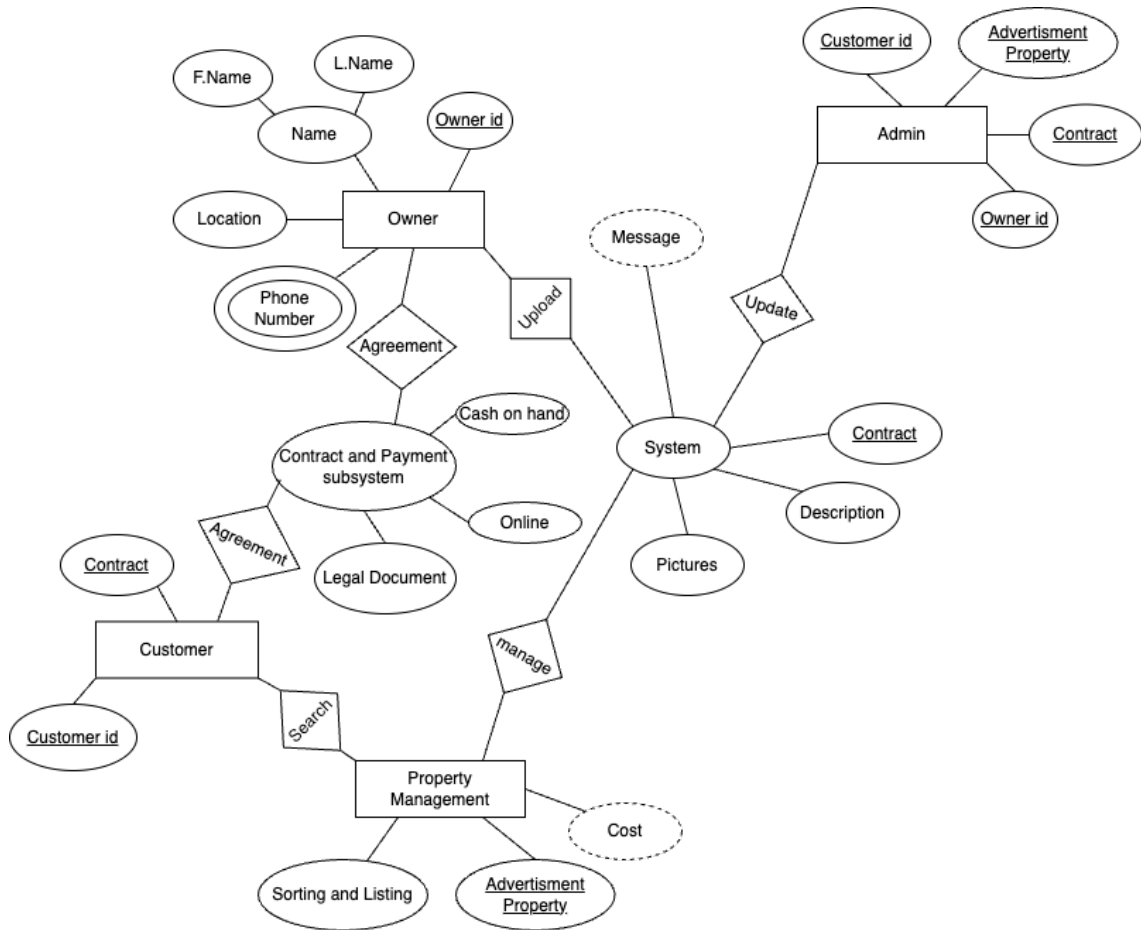 Customer id
Advertisment
Property
L.Name
F.Name
Owner id
Name
Admin
Contract
Location
Owner
Owner id
Message
Phone
Number
Upload
Update
Agreement
Cash on hand
Contract
System
Contract and Payment
subsystem
Description
Online
Agreement
Pictures
Contract
Legal Document
Customer
manage
Search
Customer id
Property
Management
Cost
Sorting and Listing
Advertisment
Property